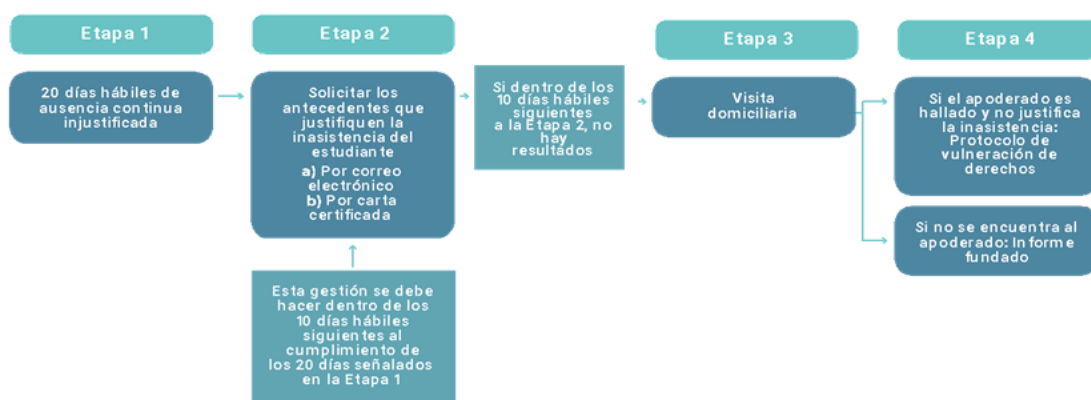 Etapa 1
20 días hábiles de
ausencia continua
injustificada
Etapa 2
Solicitar los
antecedentes que
justifiquen la
inasistencia del
estudiante
a) Por correo
electrónico
b) Por carta
certificada
Esta gestión se debe
hacer dentro de los
10 días hábiles
siguientes al
cumplimiento de
los 20 días señalados
en la Etapa 1
Si dentro de los
10 días hábiles
siguientes
a la Etapa 2, no
hay
resultados
Etapa 3
Visita
domiciliaria
Etapa 4
Si el apoderado es
hallado y no justifica
la inasistencia:
Protocolo de
vulneración de
derechos
Si no se encuentra al
apoderado: Informe
fundado